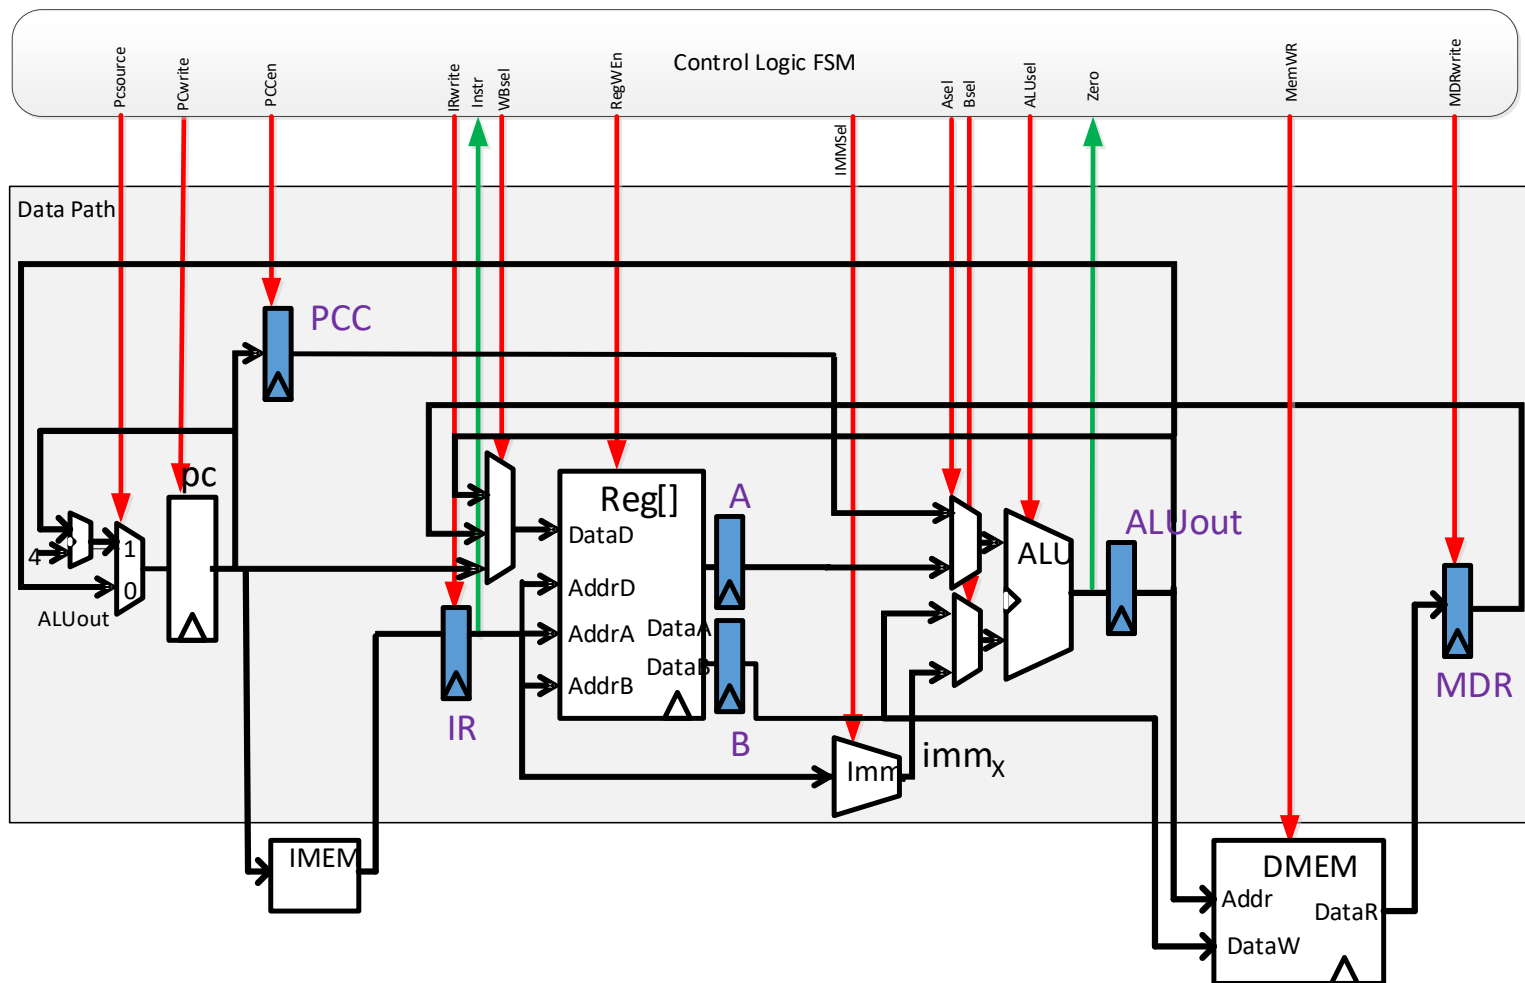 Control Logic FSM
Pcsource
PCwrite
PCCen
IRwrite
Instr
WBsel
RegWEn
IMMSel
Asel
Bsel
ALUsel
Zero
MemWR
MDRwrite
Data Path
PCC
pc
4
1
0
ALUout
Reg[]
DataD
AddrD
AddrA
AddrB
DataA
DataB
A
B
IR
ALU
ALUout
MDR
Imm
immX
IMEM
DMEM
Addr
DataR
DataW